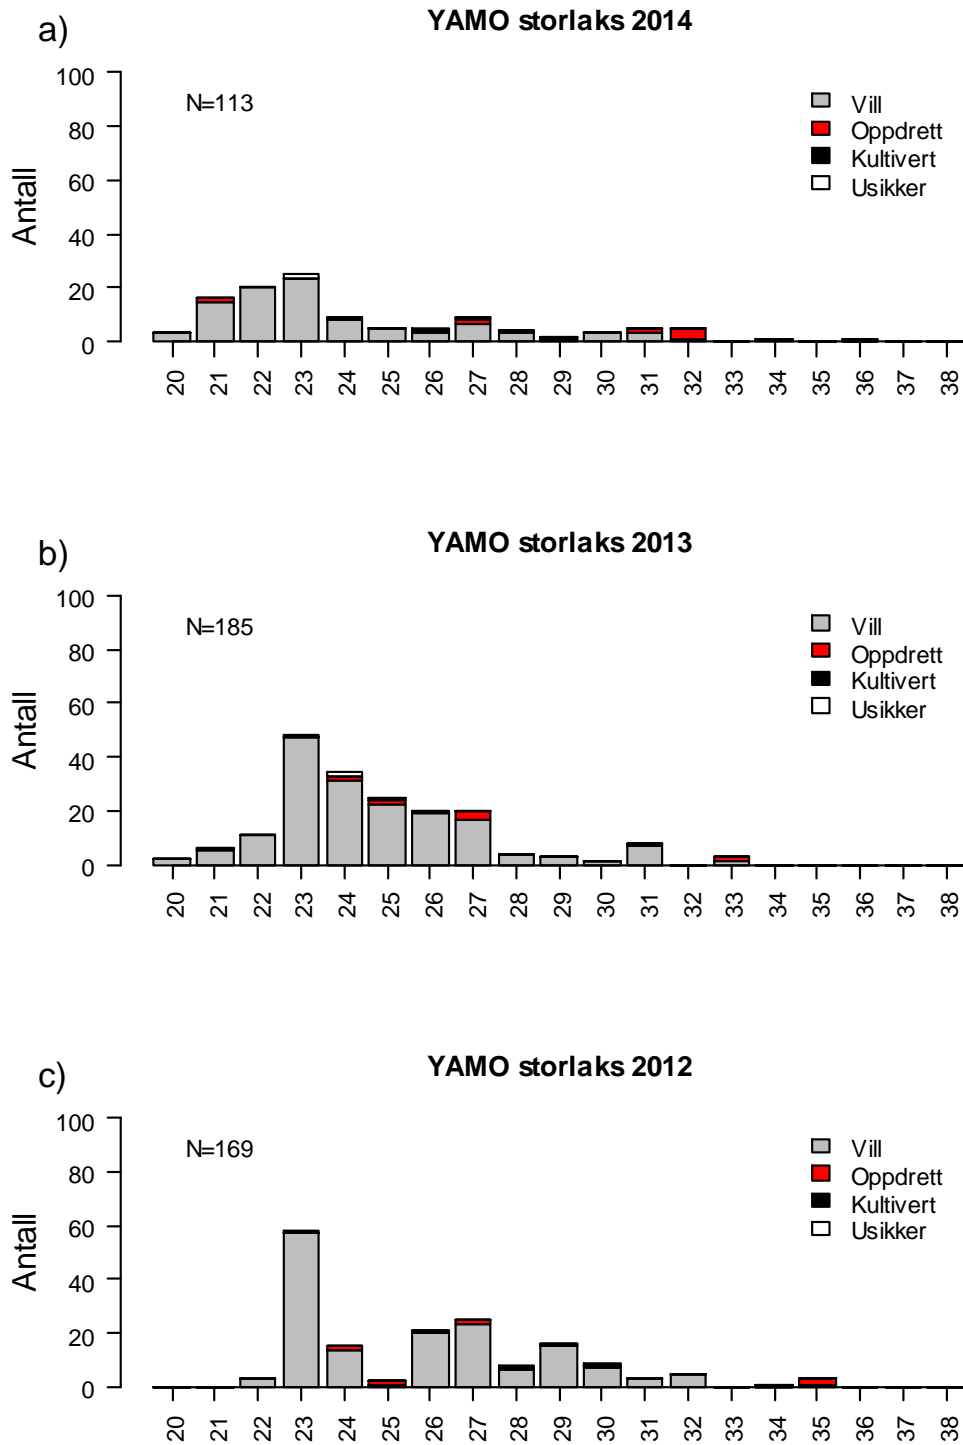 a)
YAMO storlaks 2014
N=113
Vill
Oppdrett
Kultivert
Usikker
Antall
100
80
60
40
20
0
20 21 22 23 24 25 26 27 28 29 30 31 32 33 34 35 36 37 38
b)
YAMO storlaks 2013
N=185
Vill
Oppdrett
Kultivert
Usikker
Antall
100
80
60
40
20
0
20 21 22 23 24 25 26 27 28 29 30 31 32 33 34 35 36 37 38
c)
YAMO storlaks 2012
N=169
Vill
Oppdrett
Kultivert
Usikker
Antall
100
80
60
40
20
0
20 21 22 23 24 25 26 27 28 29 30 31 32 33 34 35 36 37 38